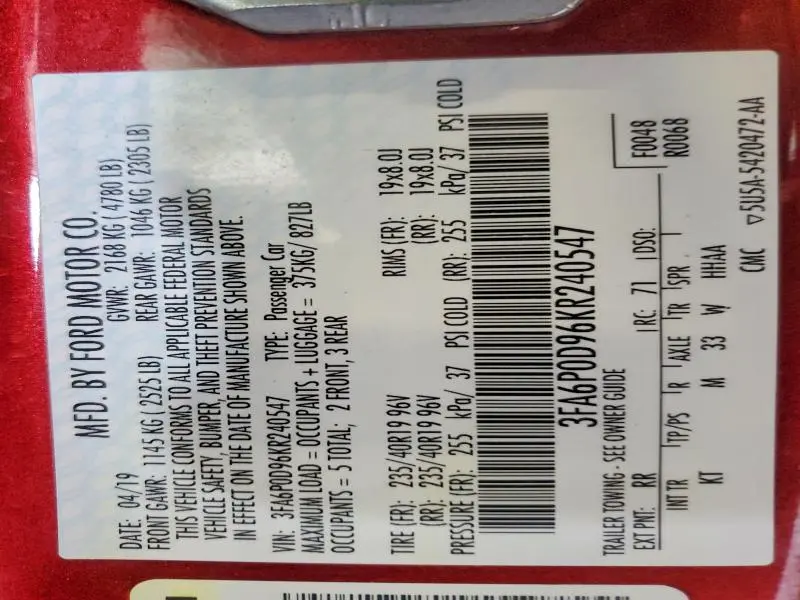 MFD. BY FORD MOTOR CO.
DATE: 04/19 GVWR: 2168 KG ( 4780 LB)
FRONT GAWR: 1145 KG ( 2525 LB) REAR GAWR: 1046 KG ( 2305 LB)
THIS VEHICLE CONFORMS TO ALL APPLICABLE FEDERAL MOTOR
VEHICLE SAFETY, BUMPER, AND THEFT PREVENTION STANDARDS
IN EFFECT ON THE DATE OF MANUFACTURE SHOWN ABOVE.
VIN: 3FA6P0D96KR240547 TYPE: Passenger Car
MAXIMUM LOAD = OCCUPANTS + LUGGAGE = 375KG/ 827LB
OCCUPANTS = 5 TOTAL; 2 FRONT, 3 REAR
TIRE (FR): 235/40R19 96V RIMS (FR): 19x8.0J
(RR): 235/40R19 96V (RR): 19x8.0J
PRESSURE (FR): 255 kPa/ 37 PSI COLD (RR): 255 kPa/ 37 PSI COLD
3FA6P0D96KR240547
TRAILER TOWING - SEE OWNER GUIDE F0048
R0068
EXT PNT: RR RC: 71 DSO:
INT TR TP/PS R AXLE TR SPR
KT M 33 W HHAA
CMC ▽5U5A-5420472-AA